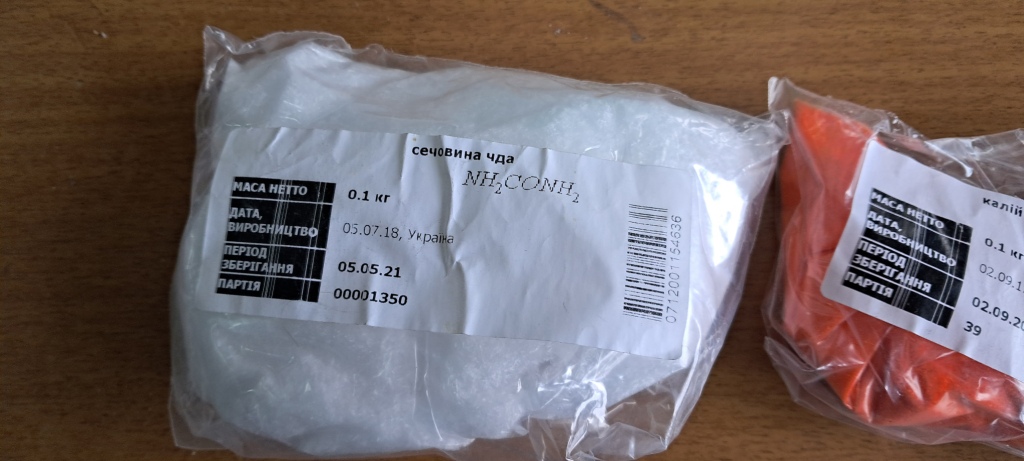 сечовина чда
NH₂CONH₂
МАСА НЕТТО 0.1 кг
ДАТА, ВИРОБНИЦТВО 05.07.18, Україна
ПЕРІОД ЗБЕРІГАННЯ 05.05.21
ПАРТІЯ 00001350
0712001154636
калій
МАСА НЕТТО 0.1 кг
ДАТА, ВИРОБНИЦТВО
ПЕРІОД ЗБЕРІГАННЯ
ПАРТІЯ 39